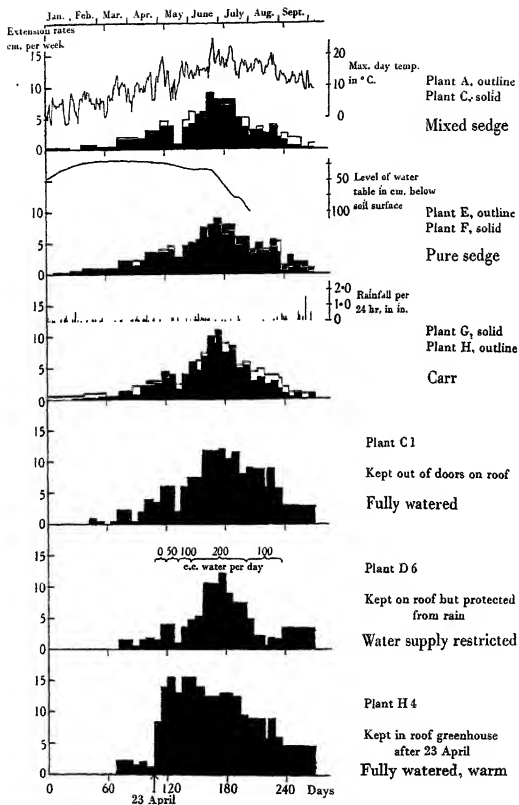 Jan. Feb. Mar. Apr. May June July Aug. Sept.
Extension rates
cm. per week
15
10
5
0
20
10
0
Max. day temp.
in ° C.
Plant A, outline
Plant C, solid
Mixed sedge
50
100
Level of water
table in cm. below
soil surface
10
5
0
Plant E, outline
Plant F, solid
Pure sedge
15
10
5
0
2·0
1·0
0
Rainfall per
24 hr. in in.
Plant G, solid
Plant H, outline
Carr
15
10
5
0
Plant C 1
Kept out of doors on roof
Fully watered
15
10
5
0
0 50 100 200 100
c.c. water per day
Plant D 6
Kept on roof but protected
from rain
Water supply restricted
15
10
5
0
Plant H 4
Kept in roof greenhouse
after 23 April
Fully watered, warm
0 60 120 180 240 Days
23 April